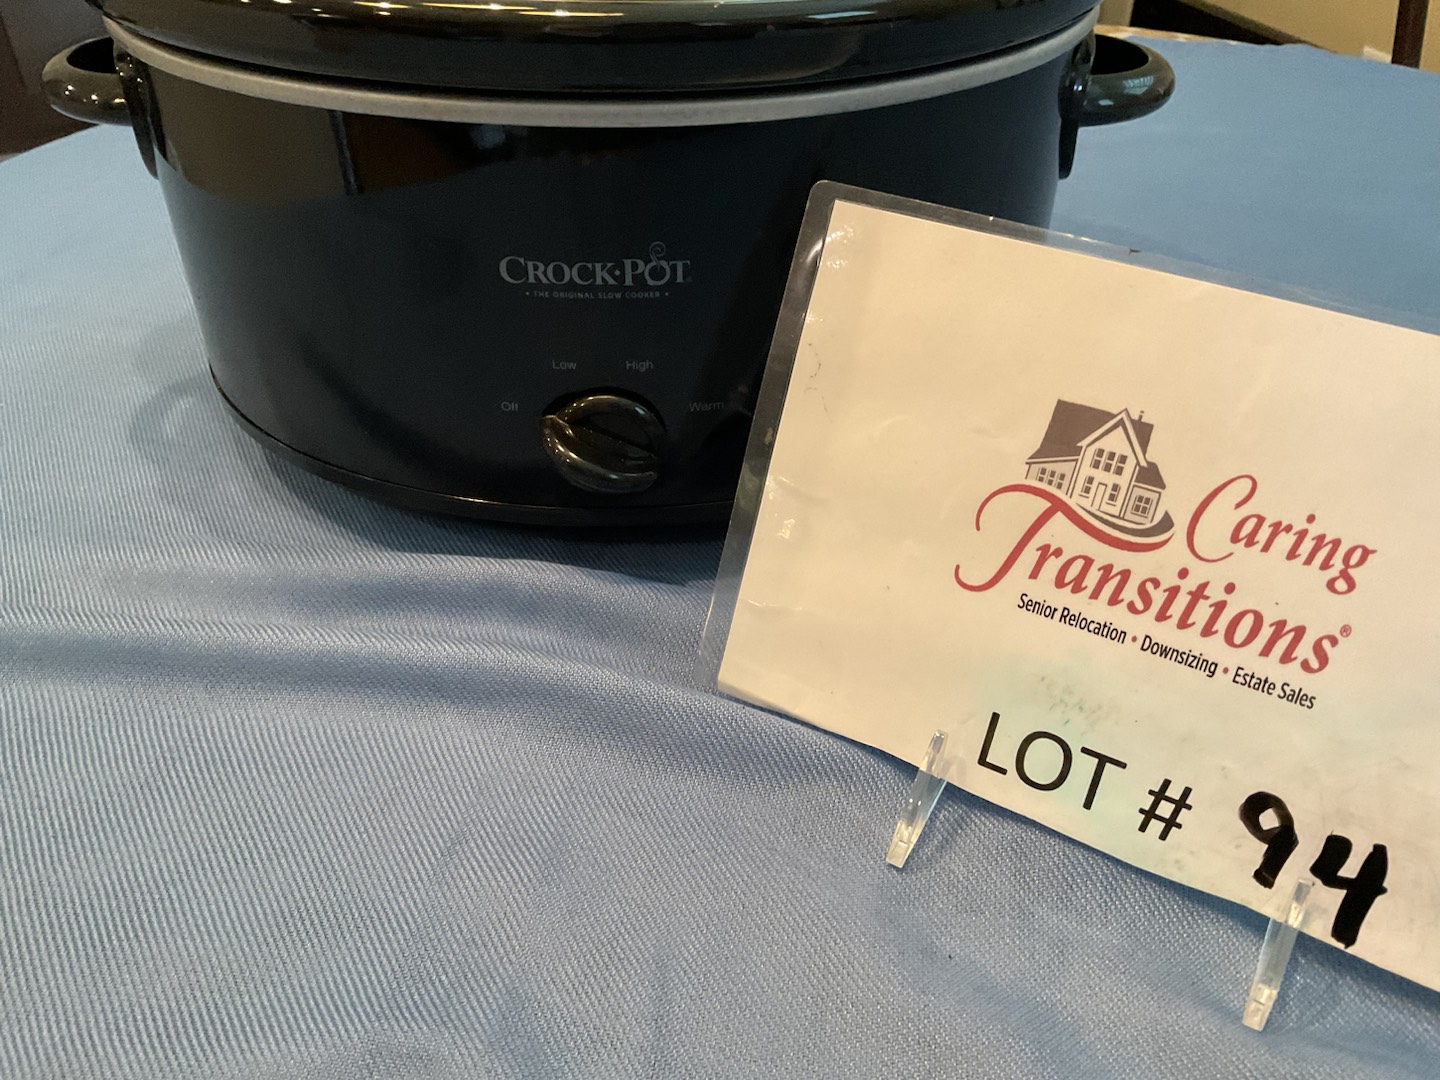 CROCK·POT
• THE ORIGINAL SLOW COOKER •
Low High
Off Warm
Caring
Transitions®
Senior Relocation • Downsizing • Estate Sales
LOT # 94